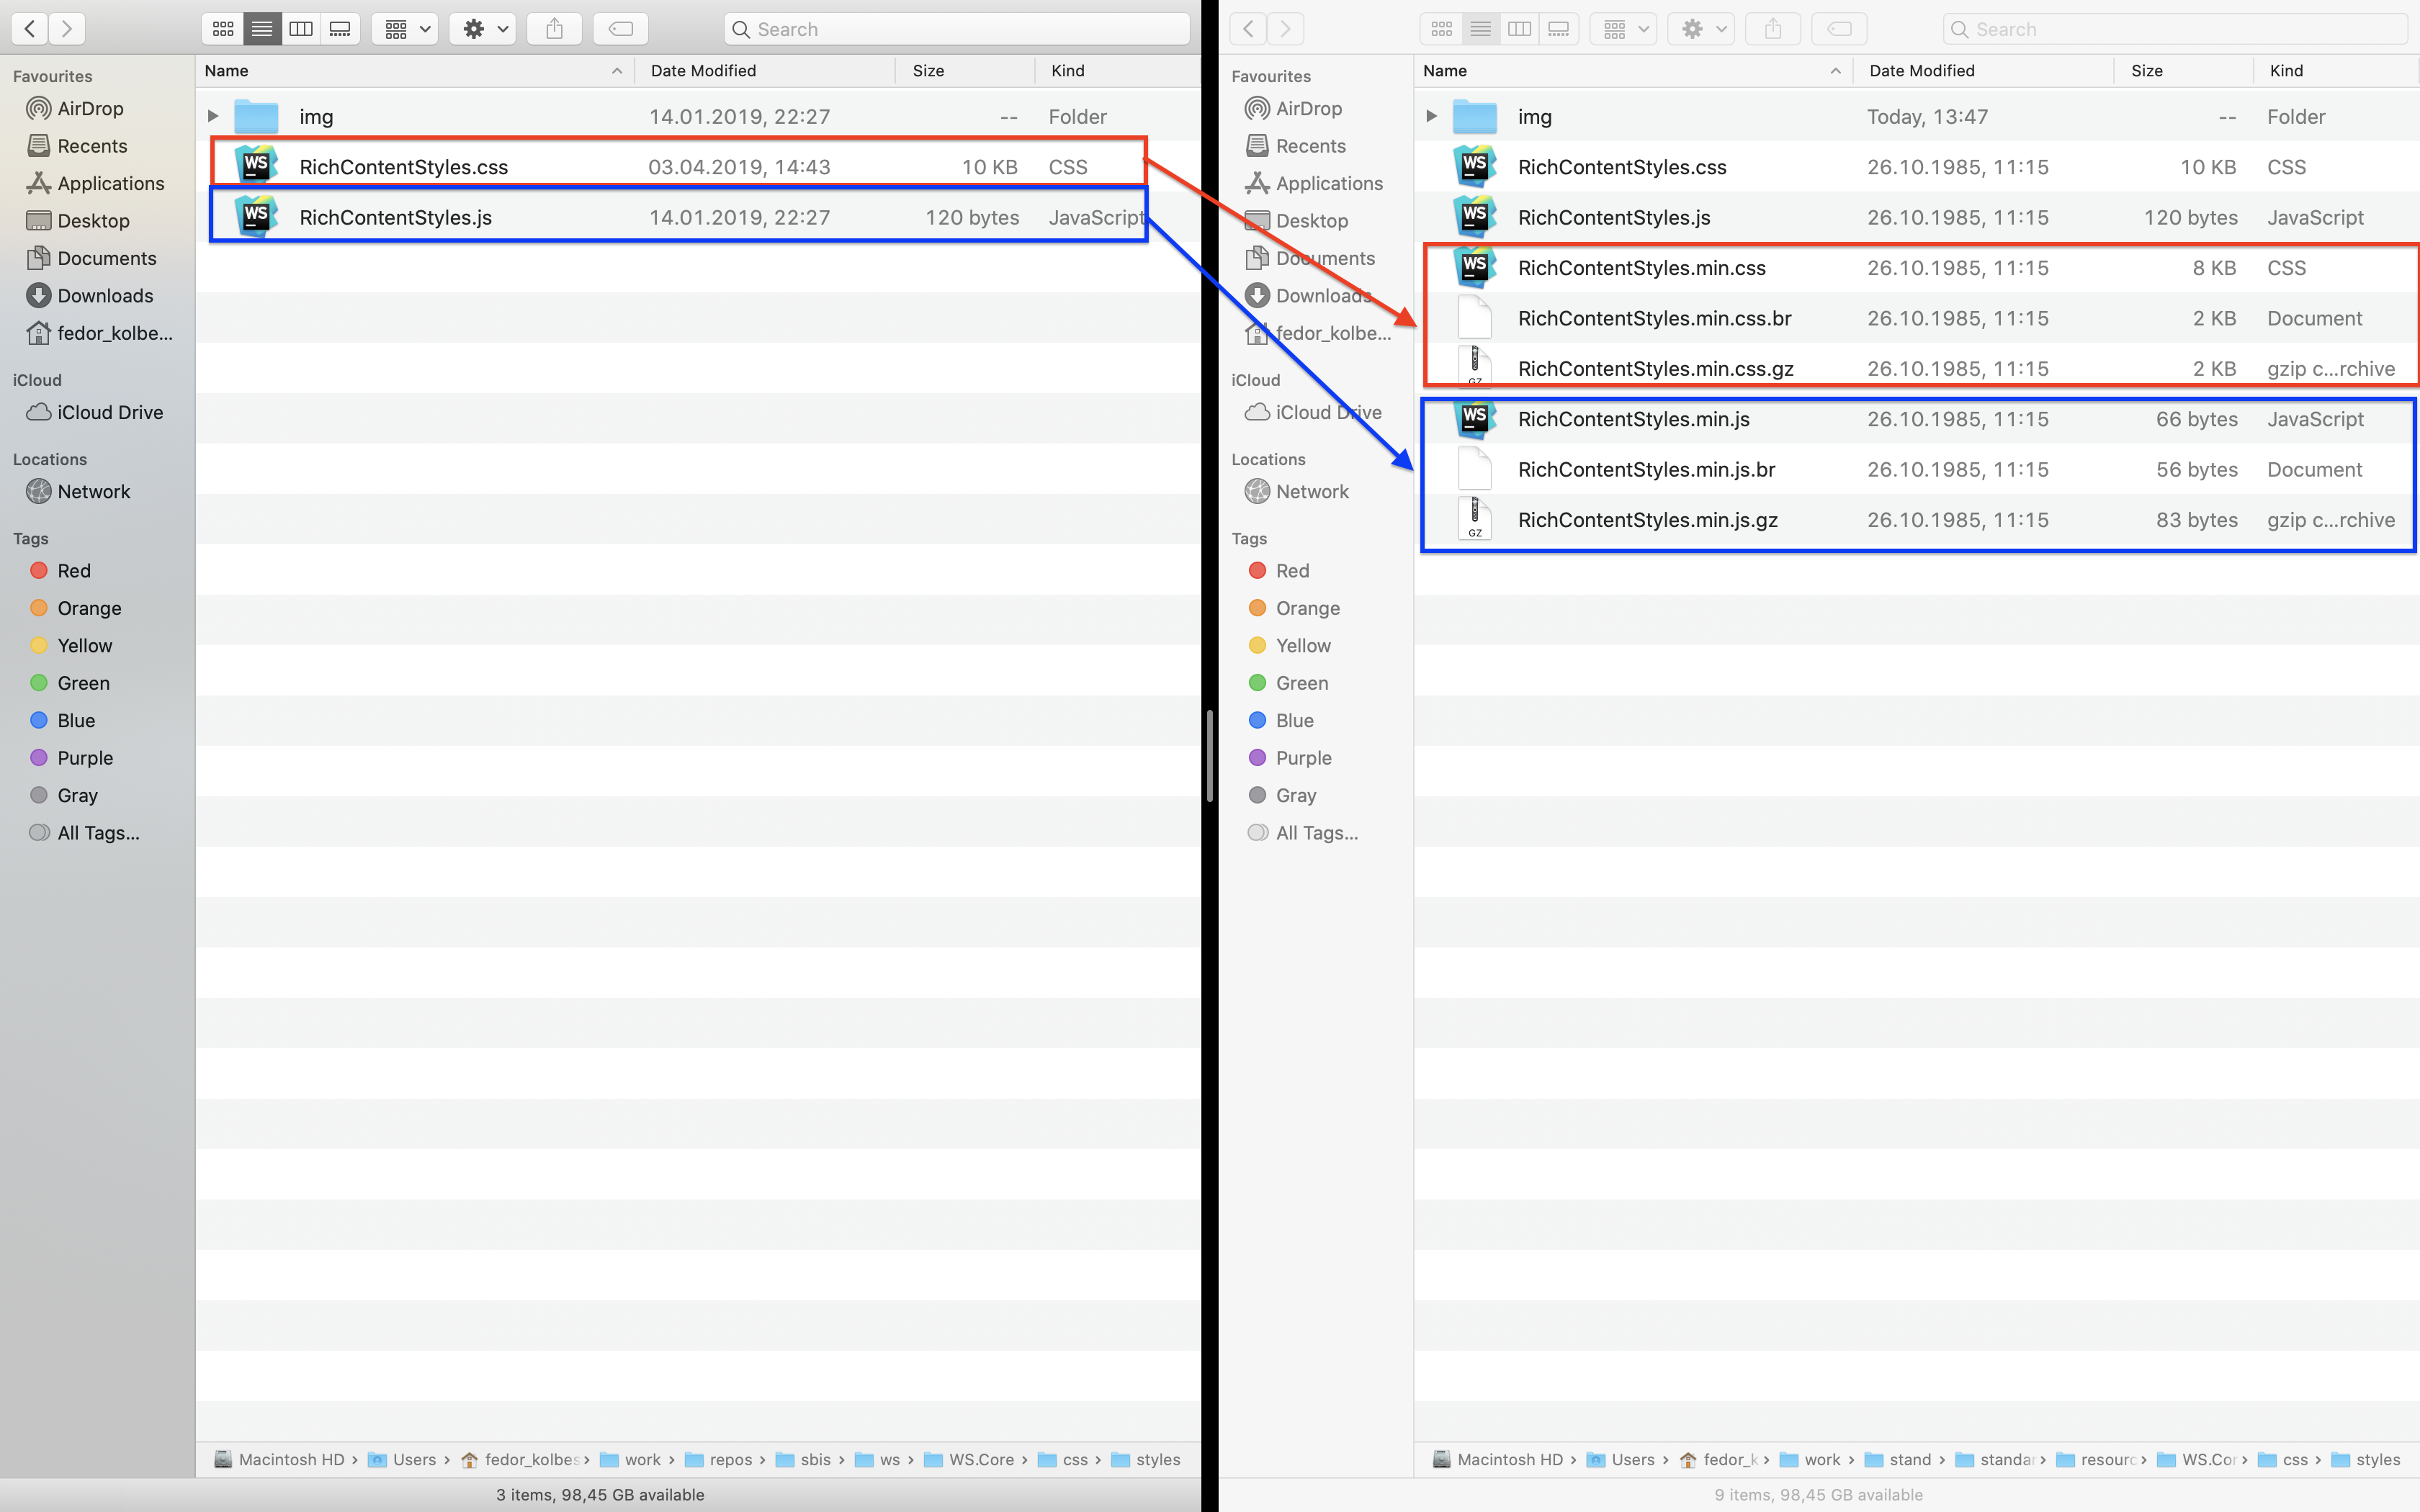 Search
Favourites
AirDrop
Recents
Applications
Desktop
Documents
Downloads
fedor_kolbe...
iCloud
iCloud Drive
Locations
Network
Tags
Red
Orange
Yellow
Green
Blue
Purple
Gray
All Tags...
Name Date Modified Size Kind
img 14.01.2019, 22:27 -- Folder
WS RichContentStyles.css 03.04.2019, 14:43 10 KB CSS
WS RichContentStyles.js 14.01.2019, 22:27 120 bytes JavaScript
Macintosh HD › Users › fedor_kolbes › work › repos › sbis › ws › WS.Core › css › styles
3 items, 98,45 GB available
Search
Favourites
AirDrop
Recents
Applications
Desktop
Documents
Downloads
fedor_kolbe...
iCloud
iCloud Drive
Locations
Network
Tags
Red
Orange
Yellow
Green
Blue
Purple
Gray
All Tags...
Name Date Modified Size Kind
img Today, 13:47 -- Folder
WS RichContentStyles.css 26.10.1985, 11:15 10 KB CSS
WS RichContentStyles.js 26.10.1985, 11:15 120 bytes JavaScript
WS RichContentStyles.min.css 26.10.1985, 11:15 8 KB CSS
RichContentStyles.min.css.br 26.10.1985, 11:15 2 KB Document
GZ RichContentStyles.min.css.gz 26.10.1985, 11:15 2 KB gzip c...rchive
WS RichContentStyles.min.js 26.10.1985, 11:15 66 bytes JavaScript
RichContentStyles.min.js.br 26.10.1985, 11:15 56 bytes Document
GZ RichContentStyles.min.js.gz 26.10.1985, 11:15 83 bytes gzip c...rchive
Macintosh HD › Users › fedor_k › work › stand › standar › resourc › WS.Cor › css › styles
9 items, 98,45 GB available